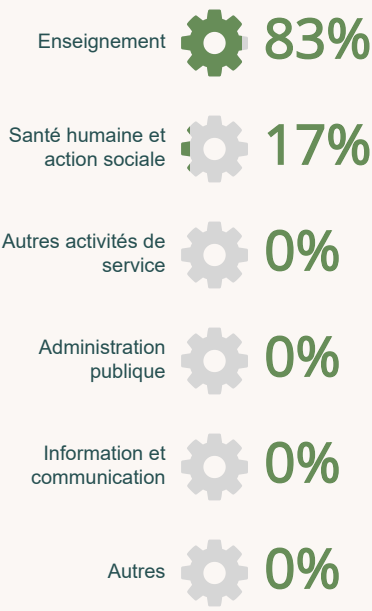 Enseignement 83%
Santé humaine et
action sociale 17%
Autres activités de
service 0%
Administration
publique 0%
Information et
communication 0%
Autres 0%